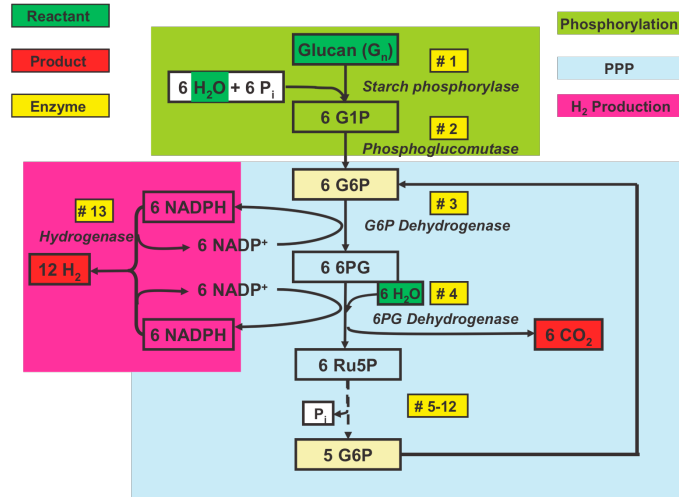 Reactant
Product
Enzyme
Phosphorylation
PPP
H₂ Production
Glucan (Gₙ)
# 1
Starch phosphorylase
6 H₂O + 6 Pᵢ
6 G1P
# 2
Phosphoglucomutase
6 G6P
# 3
G6P Dehydrogenase
# 13
Hydrogenase
6 NADPH
6 NADP⁺
12 H₂
6 NADP⁺
6 NADPH
6 6PG
6 H₂O
# 4
6PG Dehydrogenase
6 CO₂
6 Ru5P
# 5-12
Pᵢ
5 G6P